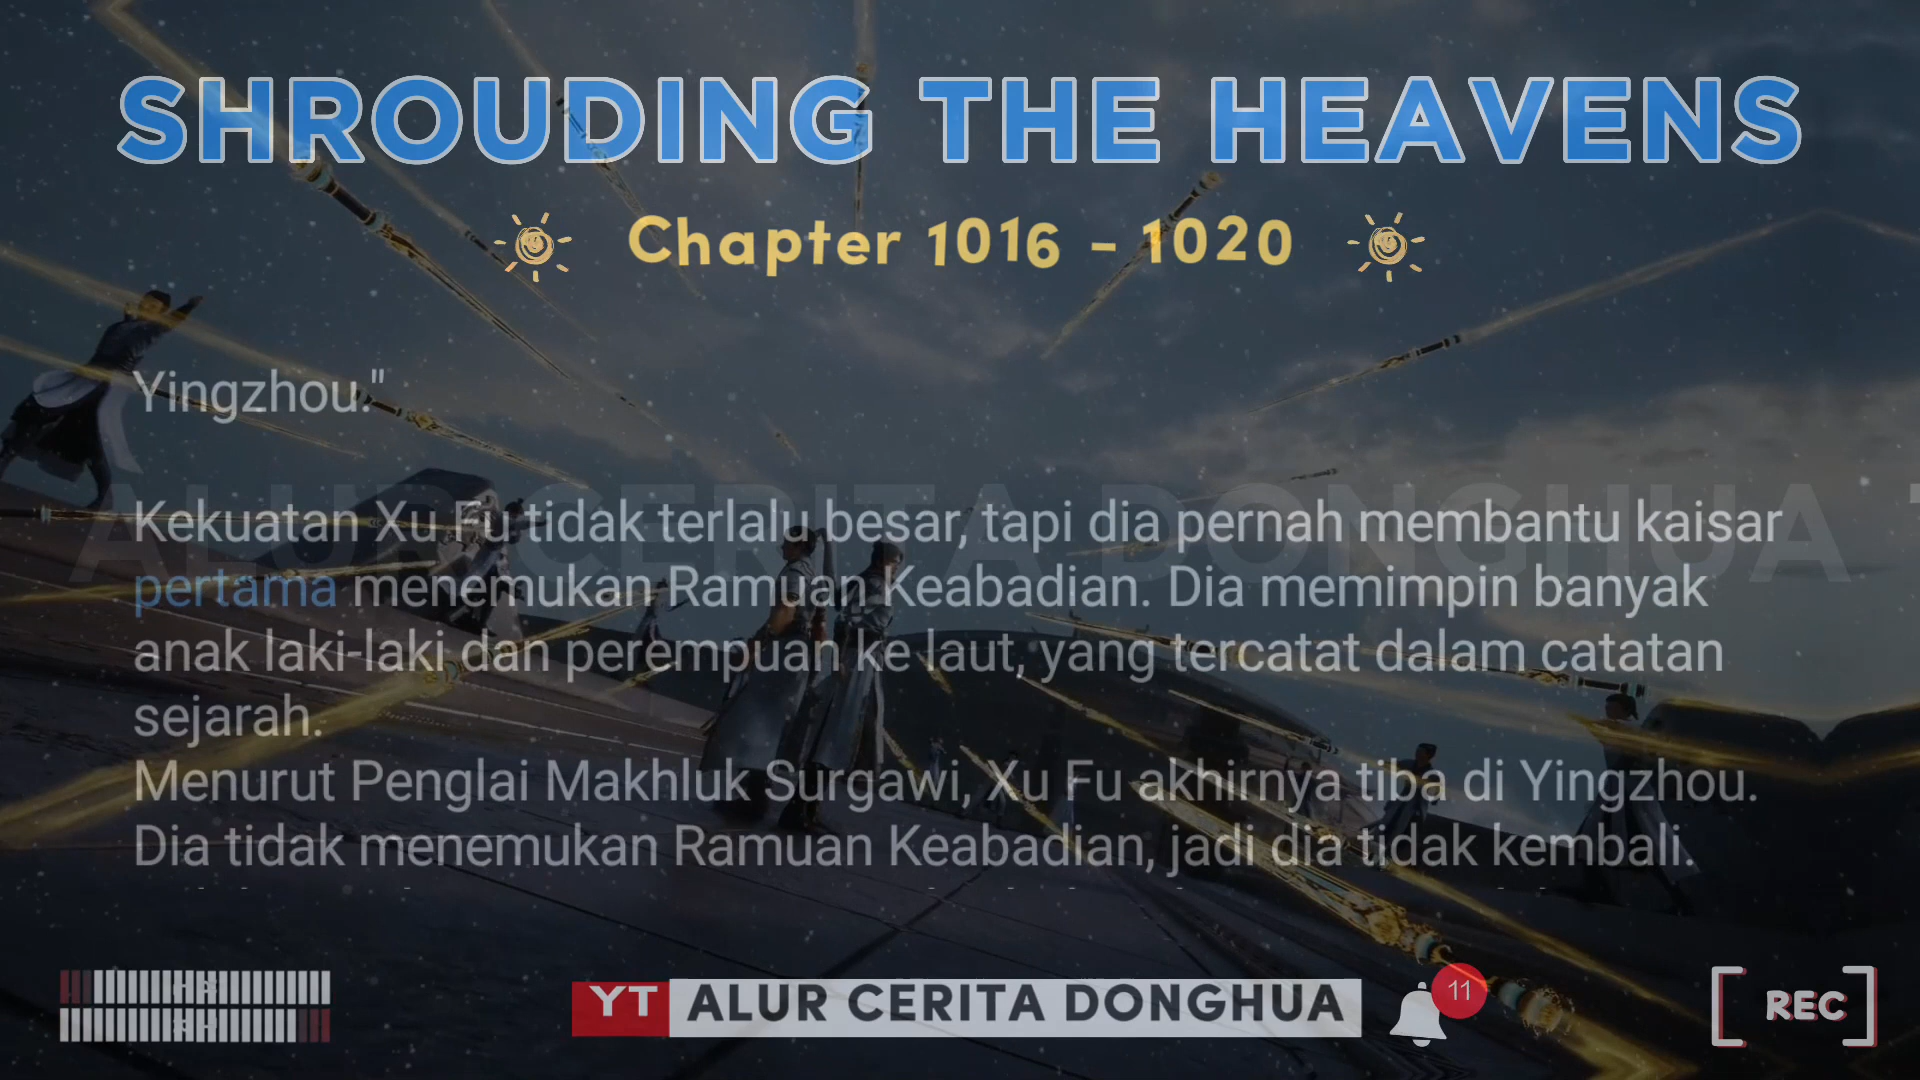 SHROUDING THE HEAVENS
Chapter 1016 - 1020
Yingzhou."
ALUR CERITA DONGHUA
Kekuatan Xu Fu tidak terlalu besar, tapi dia pernah membantu kaisar
pertama menemukan Ramuan Keabadian. Dia memimpin banyak
anak laki-laki dan perempuan ke laut, yang tercatat dalam catatan
sejarah.
Menurut Penglai Makhluk Surgawi, Xu Fu akhirnya tiba di Yingzhou.
Dia tidak menemukan Ramuan Keabadian, jadi dia tidak kembali.
YT ALUR CERITA DONGHUA
11
REC